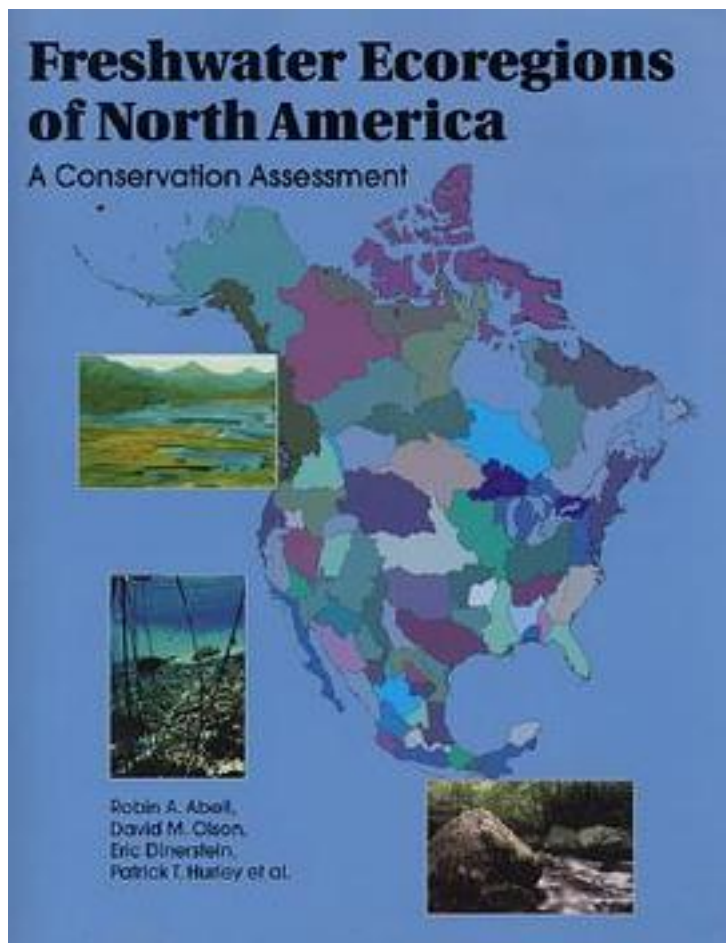 Freshwater Ecoregions
of North America
A Conservation Assessment
Robin A. Abell,
David M. Olson,
Eric Dinerstein,
Patrick T. Hurley et al.